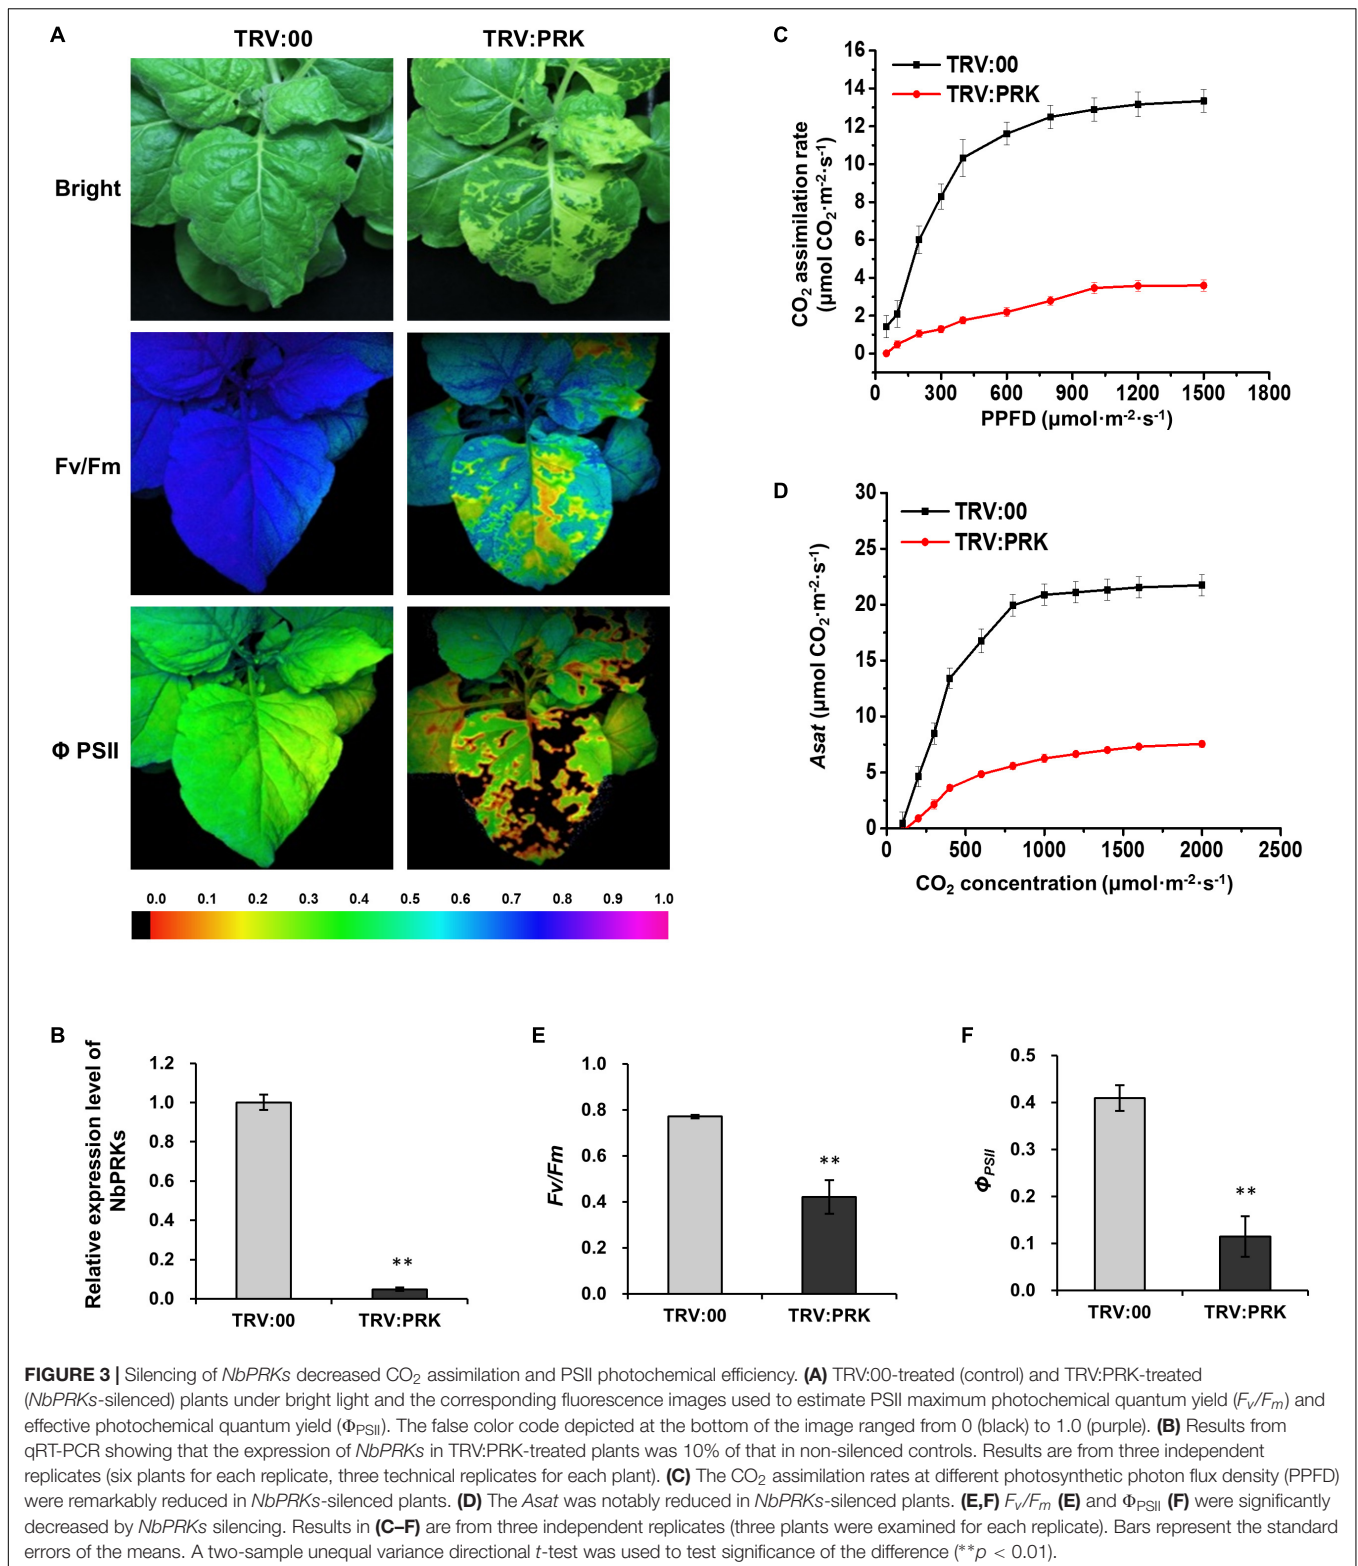 A
TRV:00
TRV:PRK
Bright
Fv/Fm
Φ PSII
0.0 0.1 0.2 0.3 0.4 0.5 0.6 0.7 0.8 0.9 1.0
C
16
14
12
10
8
6
4
2
0
0 300 600 900 1200 1500 1800
TRV:00
TRV:PRK
CO2 assimilation rate
(µmol CO2·m-2·s-1)
PPFD (µmol·m-2·s-1)
D
30
25
20
15
10
5
0
0 500 1000 1500 2000 2500
TRV:00
TRV:PRK
Asat (µmol CO2·m-2·s-1)
CO2 concentration (µmol·m-2·s-1)
B
Relative expression level of
NbPRKs
1.2
1.0
0.8
0.6
0.4
0.2
0.0
**
TRV:00 TRV:PRK
E
Fv/Fm
1.0
0.8
0.6
0.4
0.2
0.0
**
TRV:00 TRV:PRK
F
ΦPSII
0.5
0.4
0.3
0.2
0.1
0.0
**
TRV:00 TRV:PRK
FIGURE 3 | Silencing of NbPRKs decreased CO2 assimilation and PSII photochemical efficiency. (A) TRV:00-treated (control) and TRV:PRK-treated
(NbPRKs-silenced) plants under bright light and the corresponding fluorescence images used to estimate PSII maximum photochemical quantum yield (Fv/Fm) and
effective photochemical quantum yield (ΦPSII). The false color code depicted at the bottom of the image ranged from 0 (black) to 1.0 (purple). (B) Results from
qRT-PCR showing that the expression of NbPRKs in TRV:PRK-treated plants was 10% of that in non-silenced controls. Results are from three independent
replicates (six plants for each replicate, three technical replicates for each plant). (C) The CO2 assimilation rates at different photosynthetic photon flux density (PPFD)
were remarkably reduced in NbPRKs-silenced plants. (D) The Asat was notably reduced in NbPRKs-silenced plants. (E,F) Fv/Fm (E) and ΦPSII (F) were significantly
decreased by NbPRKs silencing. Results in (C–F) are from three independent replicates (three plants were examined for each replicate). Bars represent the standard
errors of the means. A two-sample unequal variance directional t-test was used to test significance of the difference (**p < 0.01).